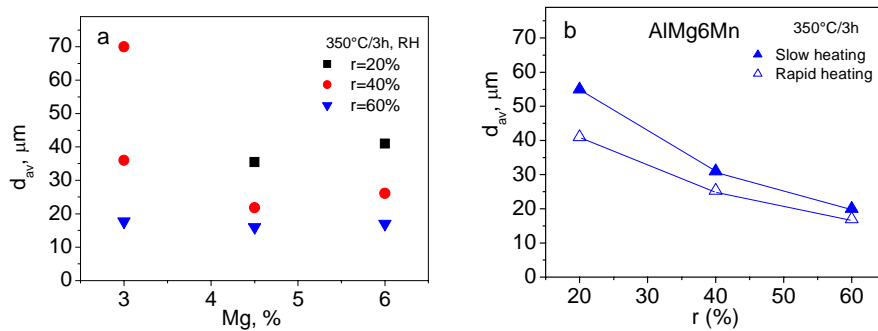 a
350°C/3h, RH
r=20%
r=40%
r=60%
70
60
50
40
30
20
10
0
d_av, μm
3
4
5
6
Mg, %
b
AlMg6Mn
350°C/3h
Slow heating
Rapid heating
70
60
50
40
30
20
10
0
d_av, μm
20
30
40
50
60
r (%)